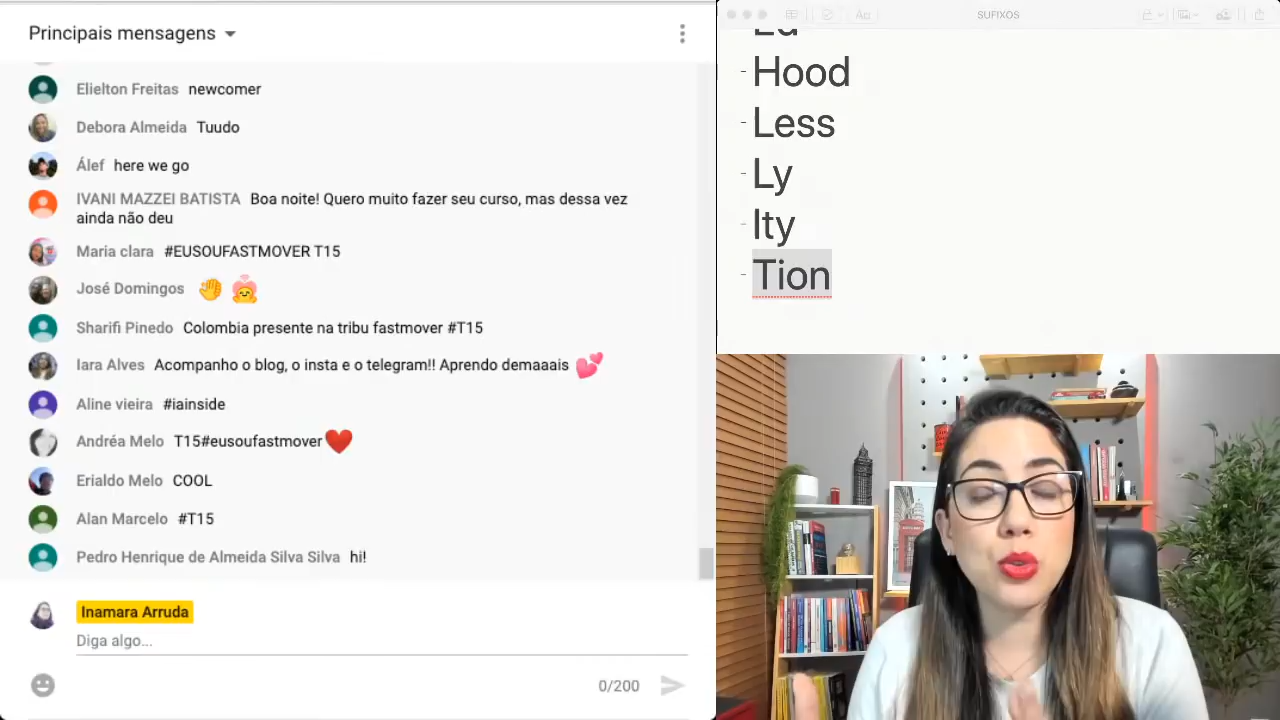 Principais mensagens
Elielton Freitas newcomer
Debora Almeida Tuudo
Álef here we go
IVANI MAZZEI BATISTA Boa noite! Quero muito fazer seu curso, mas dessa vez
ainda não deu
Maria clara #EUSOUFASTMOVER T15
José Domingos
Sharifi Pinedo Colombia presente na tribu fastmover #T15
Iara Alves Acompanho o blog, o insta e o telegram!! Aprendo demaaais
Aline vieira #iainside
Andréa Melo T15#eusoufastmover
Erialdo Melo COOL
Alan Marcelo #T15
Pedro Henrique de Almeida Silva Silva hi!
Inamara Arruda
Diga algo...
0/200
SUFIXOS
- Hood
- Less
- Ly
- Ity
- Tion